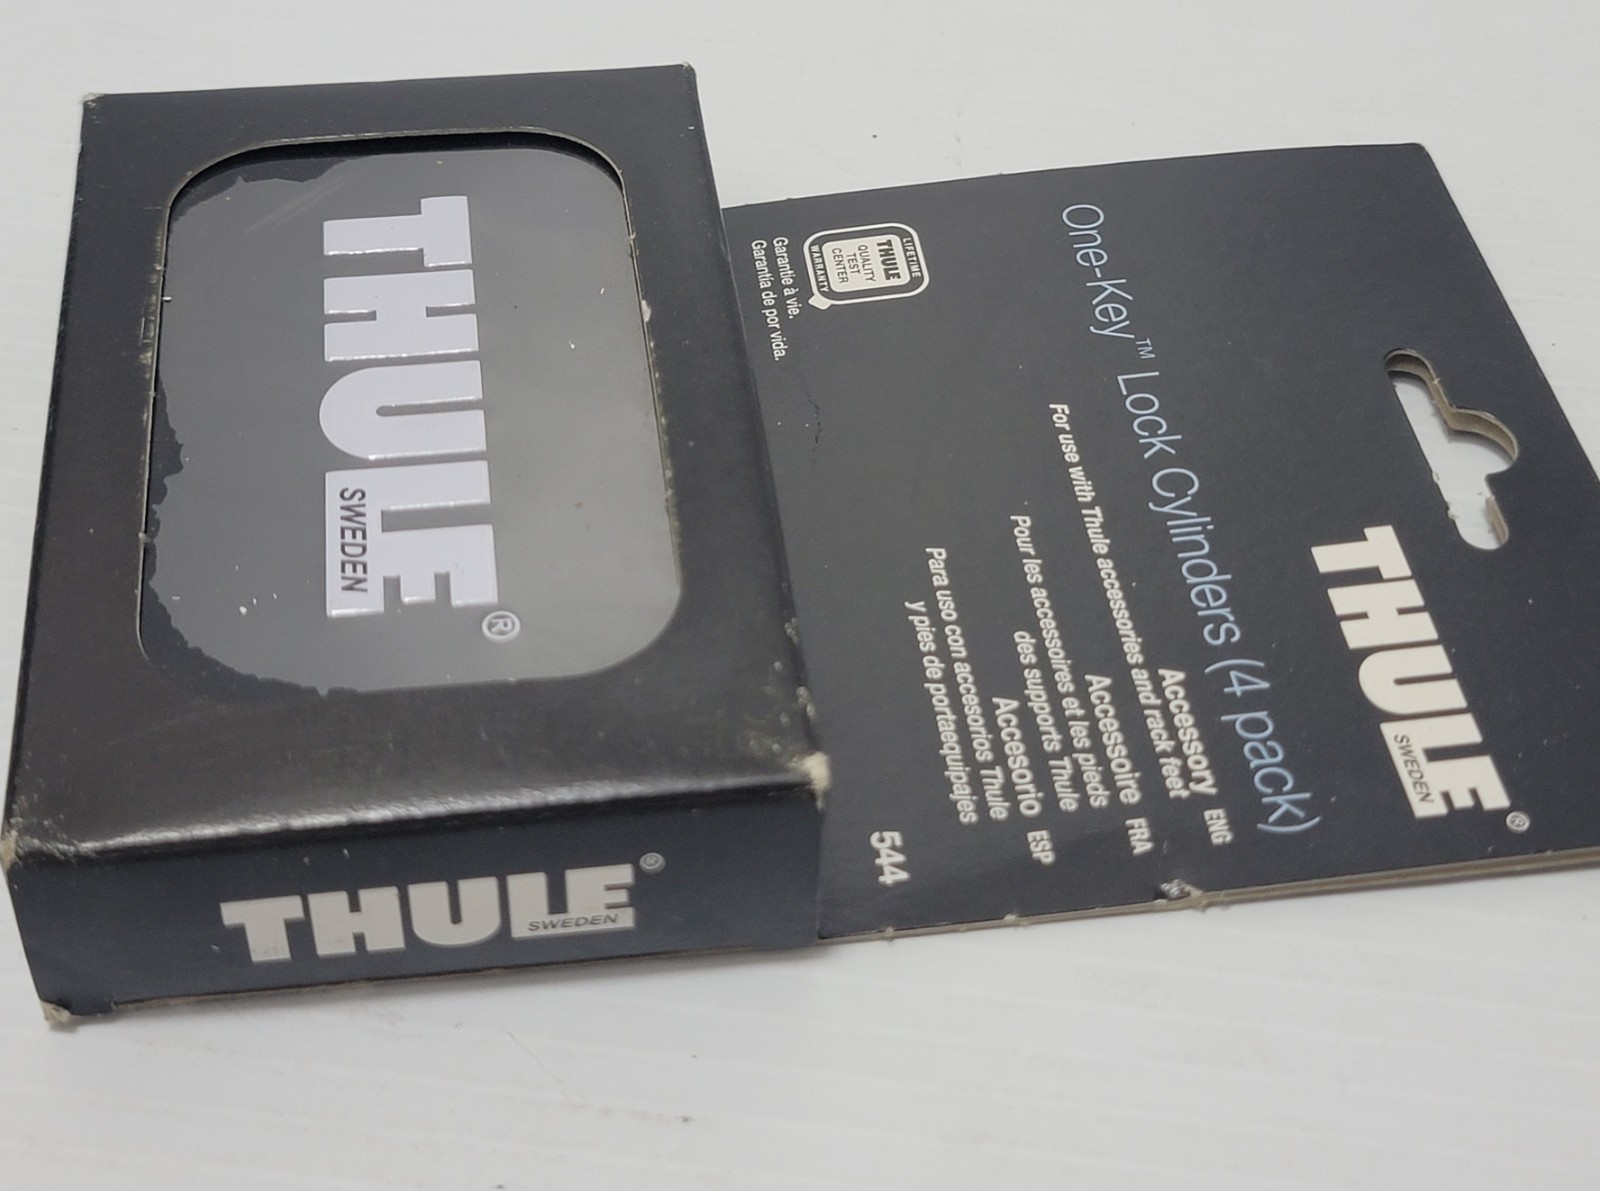 THULE®
SWEDEN
THULE®
SWEDEN
THULE®
SWEDEN
One-Key™ Lock Cylinders (4 pack)
Accessory ENG
For use with Thule accessories and rack feet
Accessoire FRA
Pour les accessoires et les pieds
des supports Thule
Accesorio ESP
Para uso con accesorios Thule
y pies de portaequipajes
544
LIFETIME
THULE
QUALITY
TEST
CENTER
WARRANTY
Garantie à vie.
Garantía de por vida.